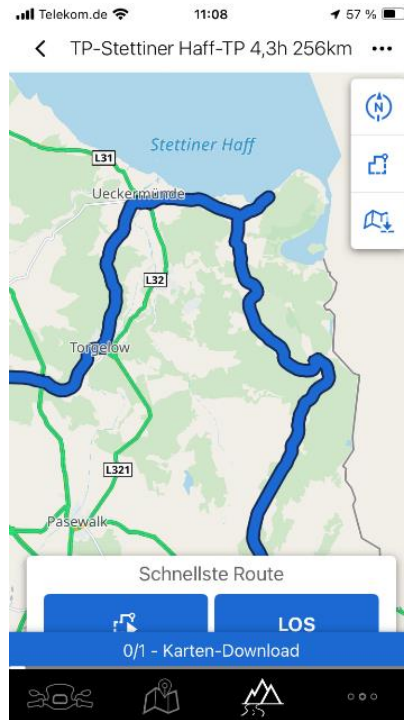 Telekom.de 11:08 57 %
TP-Stettiner Haff-TP 4,3h 256km
N
Stettiner Haff
L31
Ueckermünde
L32
Torgelow
L321
Pasewalk
Schnellste Route
LOS
0/1 - Karten-Download